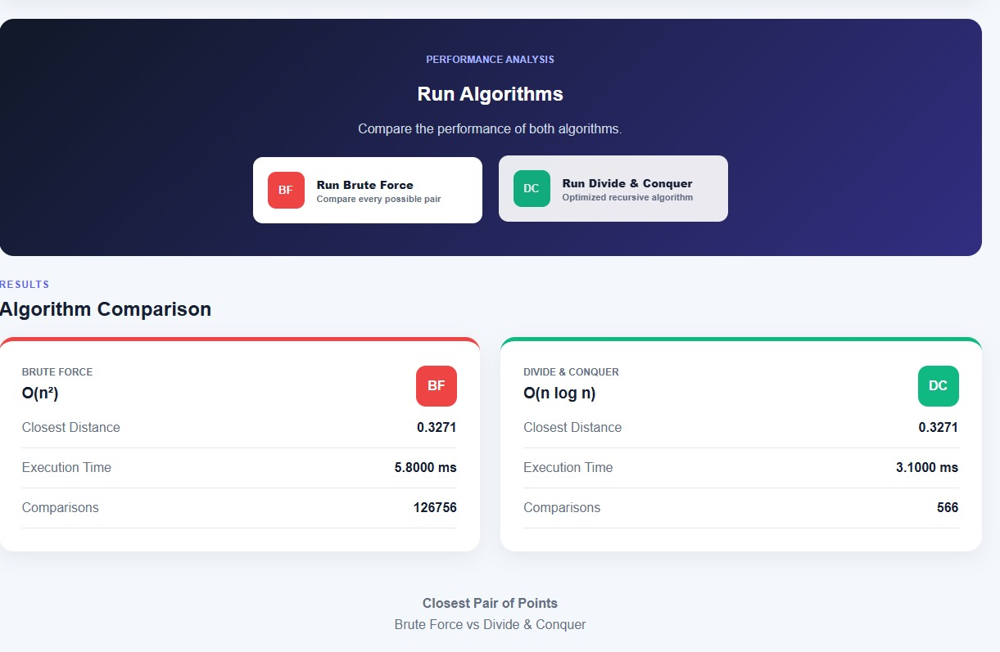 PERFORMANCE ANALYSIS
Run Algorithms
Compare the performance of both algorithms.
BF
Run Brute Force
Compare every possible pair
DC
Run Divide & Conquer
Optimized recursive algorithm
RESULTS
Algorithm Comparison
BRUTE FORCE
BF
O(n²)
Closest Distance 0.3271
Execution Time 5.8000 ms
Comparisons 126756
DIVIDE & CONQUER
DC
O(n log n)
Closest Distance 0.3271
Execution Time 3.1000 ms
Comparisons 566
Closest Pair of Points
Brute Force vs Divide & Conquer